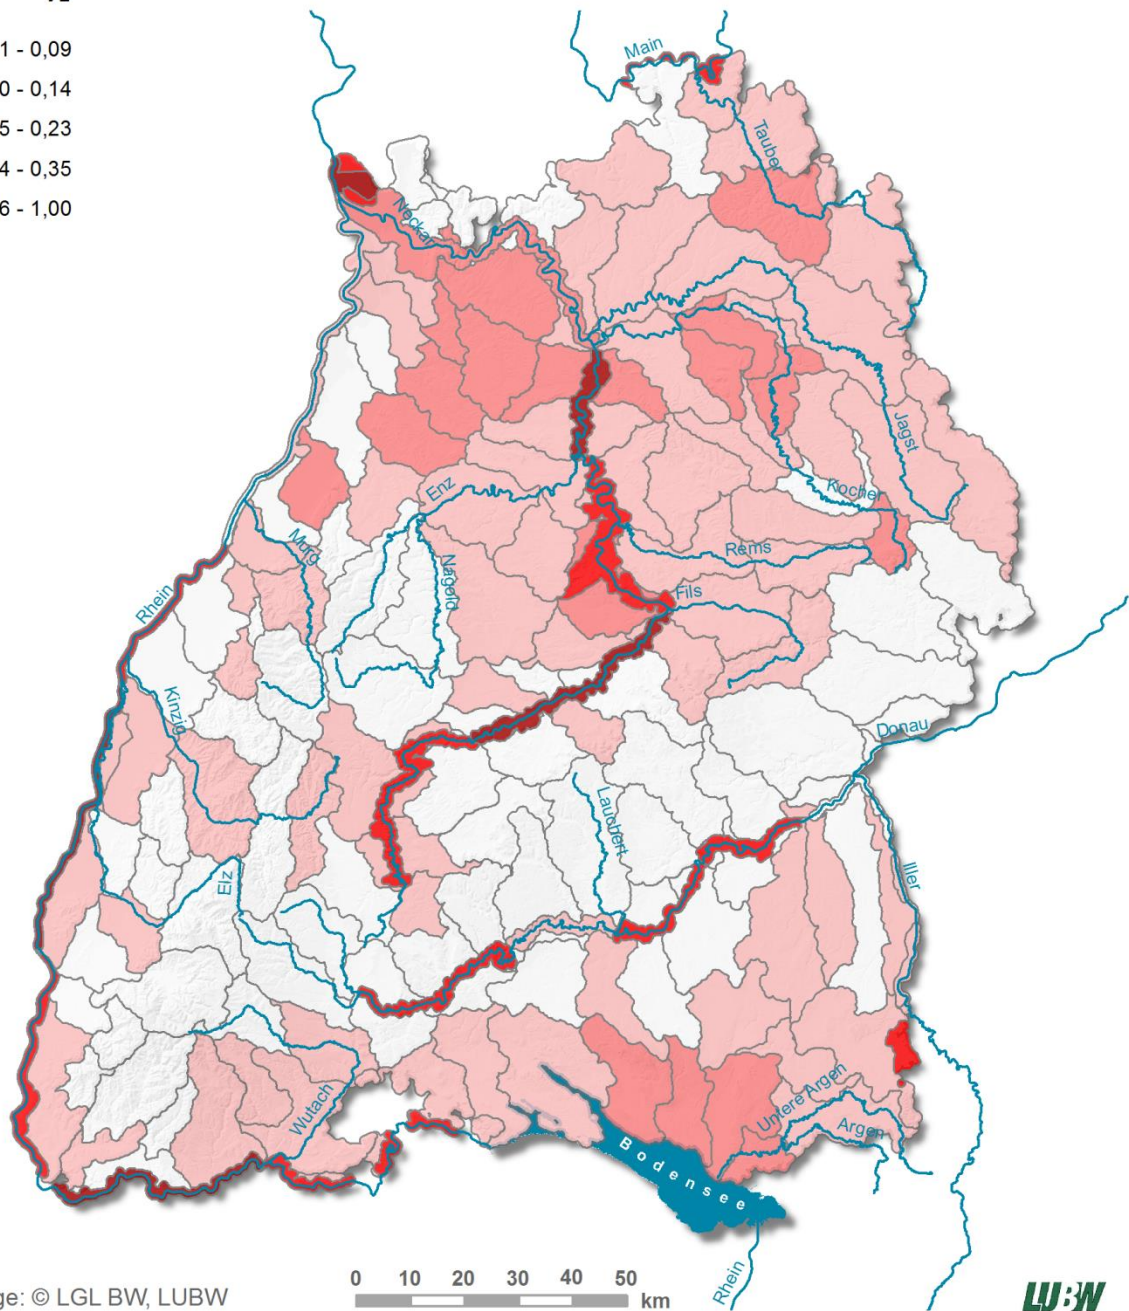 1 - 0,09
0 - 0,14
5 - 0,23
4 - 0,35
6 - 1,00
Main
Tauber
Neckar
Jagst
Kocher
Enz
Murg
Nagold
Rems
Rhein
Fils
Kinzig
Donau
Lauchert
Iller
Elz
Wutach
Untere Argen
Argen
Bodensee
Rhein
0 10 20 30 40 50
km
ge: © LGL BW, LUBW
LUBW